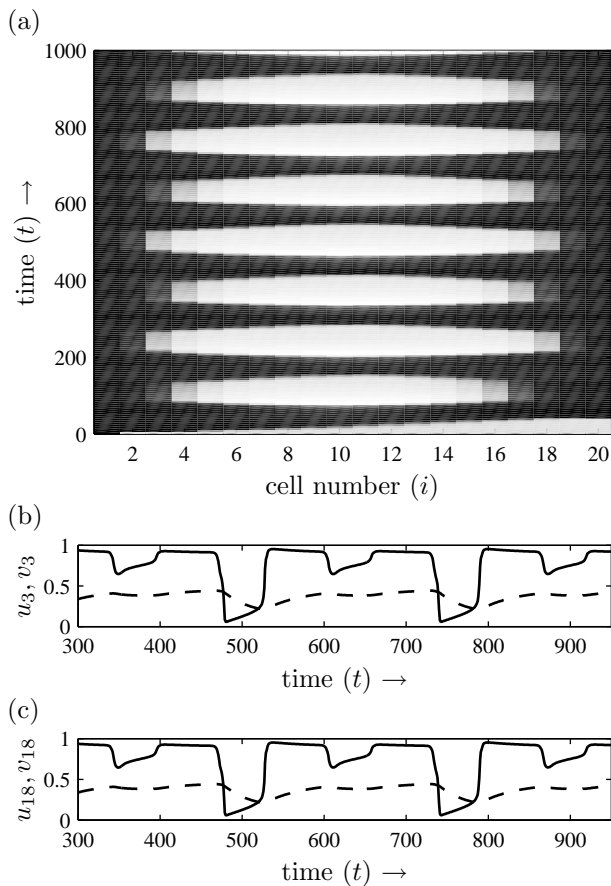 (a)
1000
800
600
400
200
0
time (t) →
2 4 6 8 10 12 14 16 18 20
cell number (i)
(b)
1
0.5
0
u3, v3
300 400 500 600 700 800 900
time (t) →
(c)
1
0.5
0
u18, v18
300 400 500 600 700 800 900
time (t) →